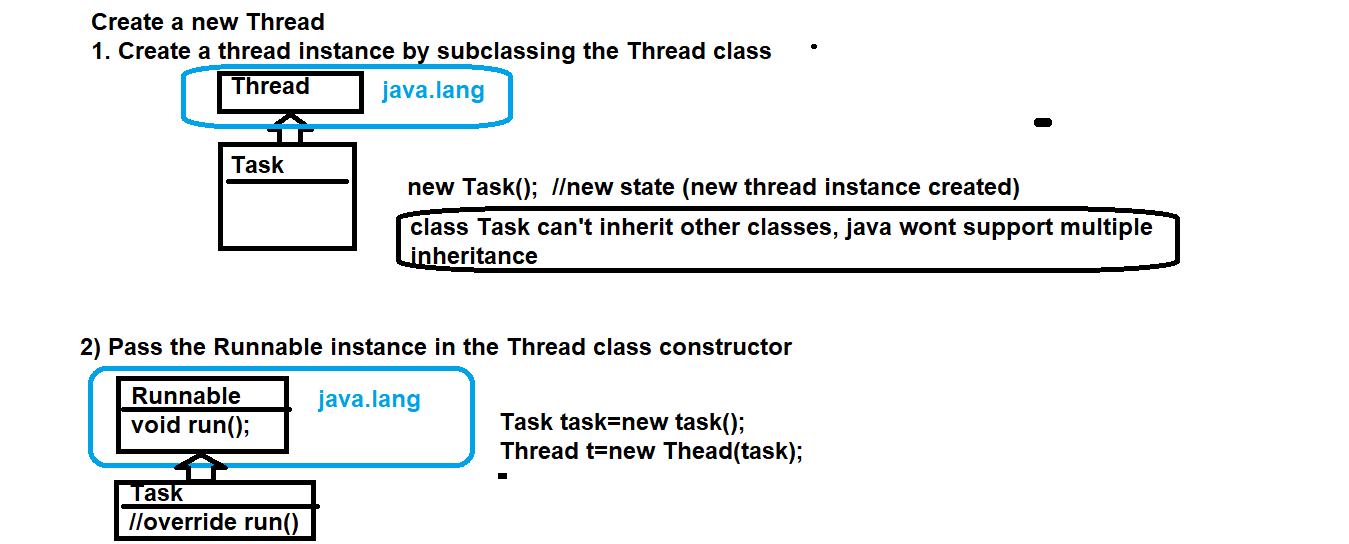 Create a new Thread
1. Create a thread instance by subclassing the Thread class
Thread
java.lang
Task
new Task();  //new state (new thread instance created)
class Task can't inherit other classes, java wont support multiple
inheritance
2) Pass the Runnable instance in the Thread class constructor
Runnable
java.lang
void run();
Task task=new task();
Thread t=new Thead(task);
Task
//override run()